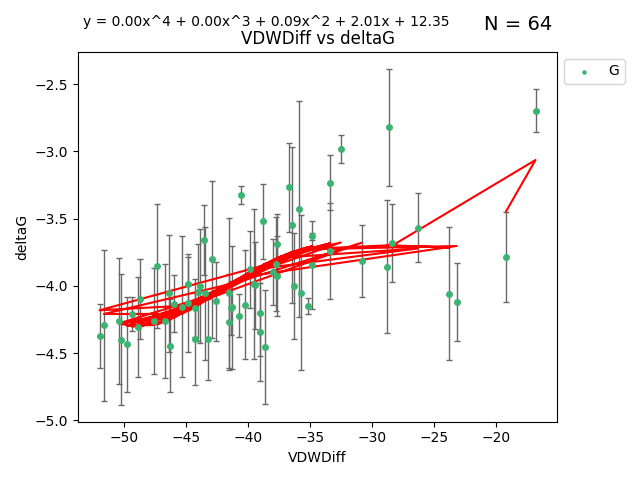 y = 0.00x^4 + 0.00x^3 + 0.09x^2 + 2.01x + 12.35
N = 64
VDWDiff vs deltaG
G
deltaG
−2.5
−3.0
−3.5
−4.0
−4.5
−5.0
−50 −45 −40 −35 −30 −25 −20
VDWDiff